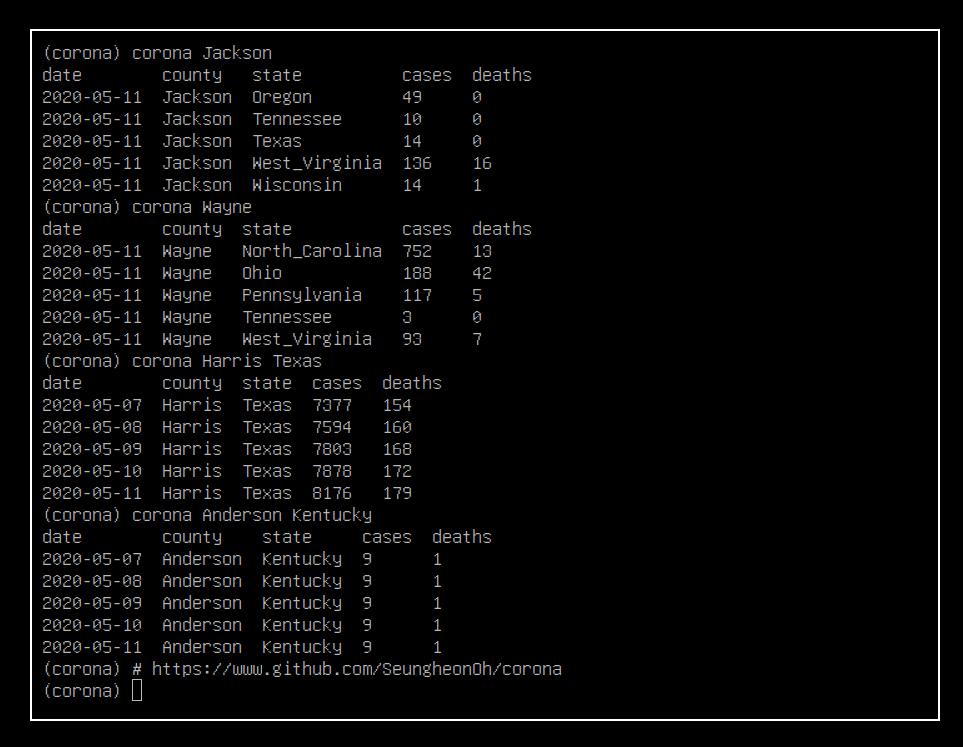 (corona) corona Jackson
date        county   state          cases  deaths
2020-05-11  Jackson  Oregon         49     0
2020-05-11  Jackson  Tennessee      10     0
2020-05-11  Jackson  Texas          14     0
2020-05-11  Jackson  West_Virginia  136    16
2020-05-11  Jackson  Wisconsin      14     1
(corona) corona Wayne
date        county  state           cases  deaths
2020-05-11  Wayne   North_Carolina  752    13
2020-05-11  Wayne   Ohio            188    42
2020-05-11  Wayne   Pennsylvania    117    5
2020-05-11  Wayne   Tennessee       3      0
2020-05-11  Wayne   West_Virginia   93     7
(corona) corona Harris Texas
date        county  state  cases  deaths
2020-05-07  Harris  Texas  7377   154
2020-05-08  Harris  Texas  7594   160
2020-05-09  Harris  Texas  7803   168
2020-05-10  Harris  Texas  7878   172
2020-05-11  Harris  Texas  8176   179
(corona) corona Anderson Kentucky
date        county    state     cases  deaths
2020-05-07  Anderson  Kentucky  9      1
2020-05-08  Anderson  Kentucky  9      1
2020-05-09  Anderson  Kentucky  9      1
2020-05-10  Anderson  Kentucky  9      1
2020-05-11  Anderson  Kentucky  9      1
(corona) # https://www.github.com/SeungheonOh/corona
(corona)